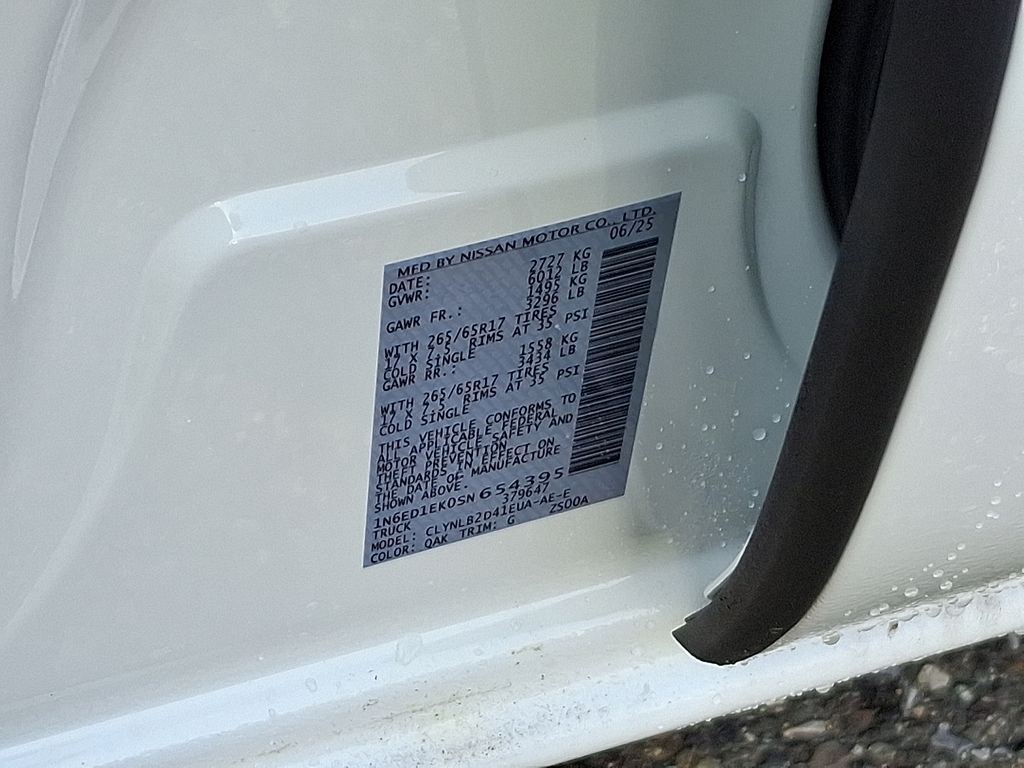 MFD BY NISSAN MOTOR CO., LTD.
DATE: 06/25
GVWR: 2727 KG
6012 LB
GAWR FR.: 1495 KG
3296 LB
WITH 265/65R17 TIRES
17 X 7.5 RIMS AT 35 PSI
COLD SINGLE
GAWR RR.: 1558 KG
3434 LB
WITH 265/65R17 TIRES
17 X 7.5 RIMS AT 35 PSI
COLD SINGLE
THIS VEHICLE CONFORMS TO
ALL APPLICABLE FEDERAL
MOTOR VEHICLE SAFETY AND
THEFT PREVENTION
STANDARDS IN EFFECT ON
THE DATE OF MANUFACTURE
SHOWN ABOVE.
1N6ED1EK0SN654395
TRUCK 379647
MODEL: CLYNLB2D41EUA-AE-E
COLOR: QAK TRIM: G ZS00A